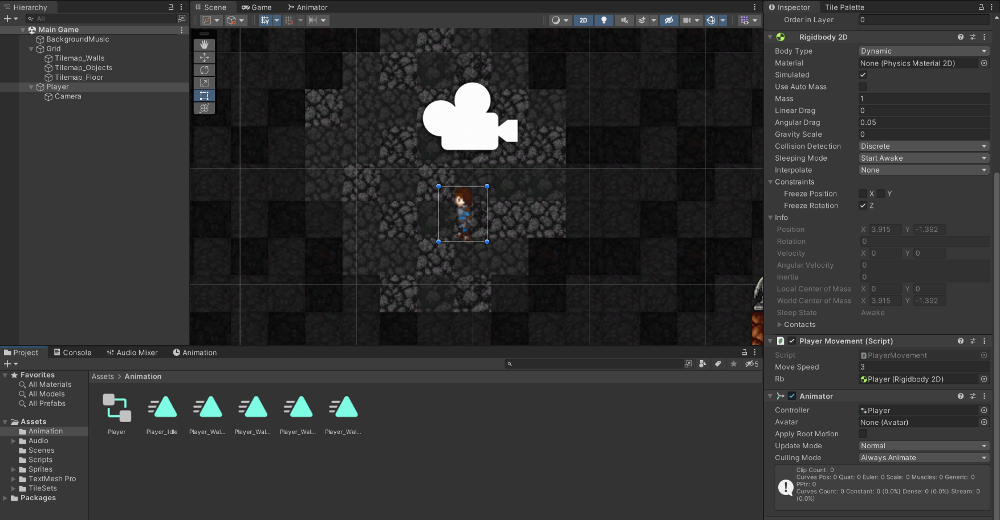 Hierarchy
All
Main Game
BackgroundMusic
Grid
Tilemap_Walls
Tilemap_Objects
Tilemap_Floor
Player
Camera
Scene
Game
Animator
2D
Inspector
Tile Palette
Order in Layer 0
Rigidbody 2D
Body Type Dynamic
Material None (Physics Material 2D)
Simulated
Use Auto Mass
Mass 1
Linear Drag 0
Angular Drag 0.05
Gravity Scale 0
Collision Detection Discrete
Sleeping Mode Start Awake
Interpolate None
Constraints
Freeze Position X Y
Freeze Rotation Z
Info
Position X 3.915 Y -1.392
Rotation 0
Velocity X 0 Y 0
Angular Velocity 0
Inertia 0
Local Center of Mass X 0 Y 0
World Center of Mass X 3.915 Y -1.392
Sleep State Awake
Contacts
# Player Movement (Script)
Script PlayerMovement
Move Speed 3
Rb Player (Rigidbody 2D)
Animator
Controller Player
Avatar None (Avatar)
Apply Root Motion
Update Mode Normal
Culling Mode Always Animate
Clip Count: 0
Curves Pos: 0 Quat: 0 Euler: 0 Scale: 0 Muscles: 0 Generic: 0
PPtr: 0
Curves Count: 0 Constant: 0 (0.0%) Dense: 0 (0.0%) Stream: 0
(0.0%)
Project
Console
Audio Mixer
Animation
5
Favorites
All Materials
All Models
All Prefabs
Assets
Animation
Audio
Scenes
Scripts
Sprites
TextMesh Pro
TileSets
Packages
Assets > Animation
Player
Player_Idle
Player_Wal...
Player_Wal...
Player_Wal...
Player_Wal...